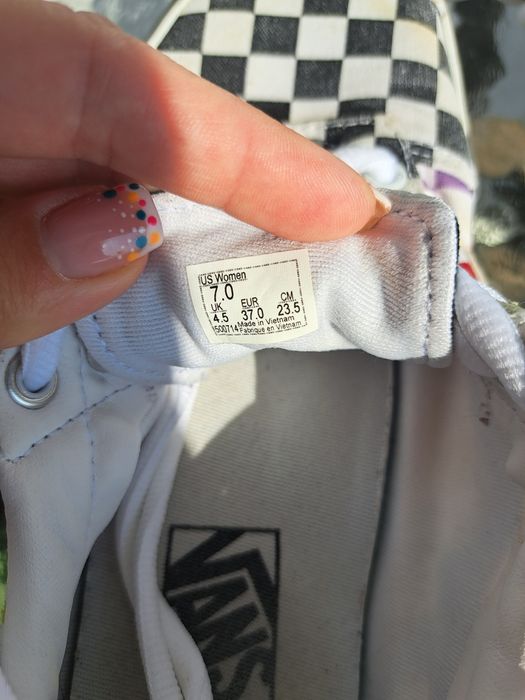 US Women
7.0
UK EUR CM
4.5 37.0 23.5
500714 Made in Vietnam
Fabriqué en Vietnam
VANS